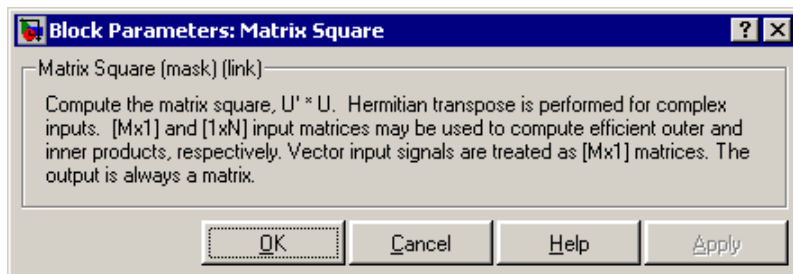 Block Parameters: Matrix Square
Matrix Square (mask) (link)
Compute the matrix square, U' * U. Hermitian transpose is performed for complex
inputs. [Mx1] and [1xN] input matrices may be used to compute efficient outer and
inner products, respectively. Vector input signals are treated as [Mx1] matrices. The
output is always a matrix.
OK Cancel Help Apply